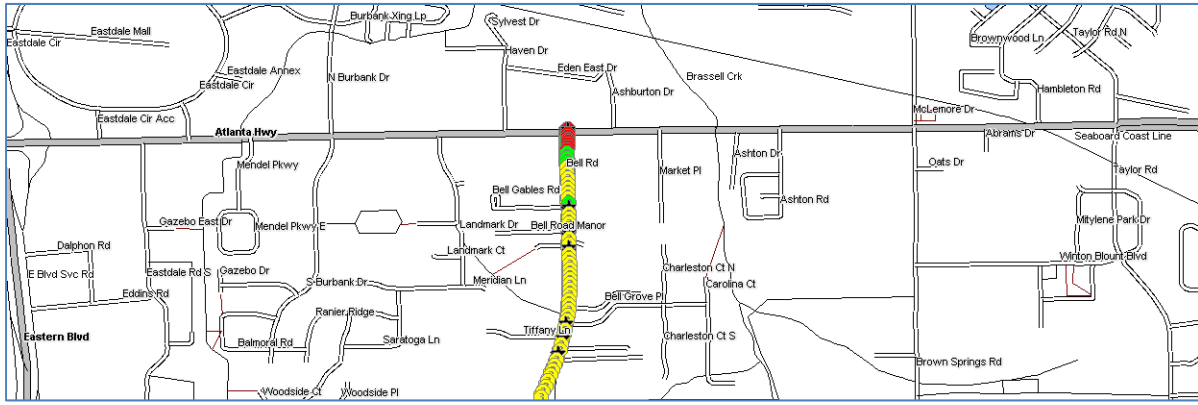 Burbank Xing Lp
Sylvest Dr
Eastdale Mall
Eastdale Cir
Brownwood Ln
Taylor Rd N
Haven Dr
Eden East Dr
Eastdale Annex
N Burbank Dr
Brassell Crk
Eastdale Cir
Ashburton Dr
Hambleton Rd
McLemore Dr
Eastdale Cir Acc
Atlanta Hwy
Abrams Dr
Seaboard Coast Line
Mendel Pkwy
Bell Rd
Market Pl
Ashton Dr
Oats Dr
Taylor Rd
Bell Gables Rd
Ashton Rd
Gazebo East Dr
Mendel Pkwy E
Landmark Dr
Bell Road Manor
Mitylene Park Dr
Dalphon Rd
Landmark Ct
Winton Blount Blvd
E Blvd Svc Rd
Eastdale Rd S
Gazebo Dr
S Burbank Dr
Meridian Ln
Charleston Ct N
Carolina Ct
Eddins Rd
Bell Grove Pl
Ranier Ridge
Eastern Blvd
Balmoral Rd
Saratoga Ln
Tiffany Ln
Charleston Ct S
Brown Springs Rd
Woodside Ct
Woodside Pl